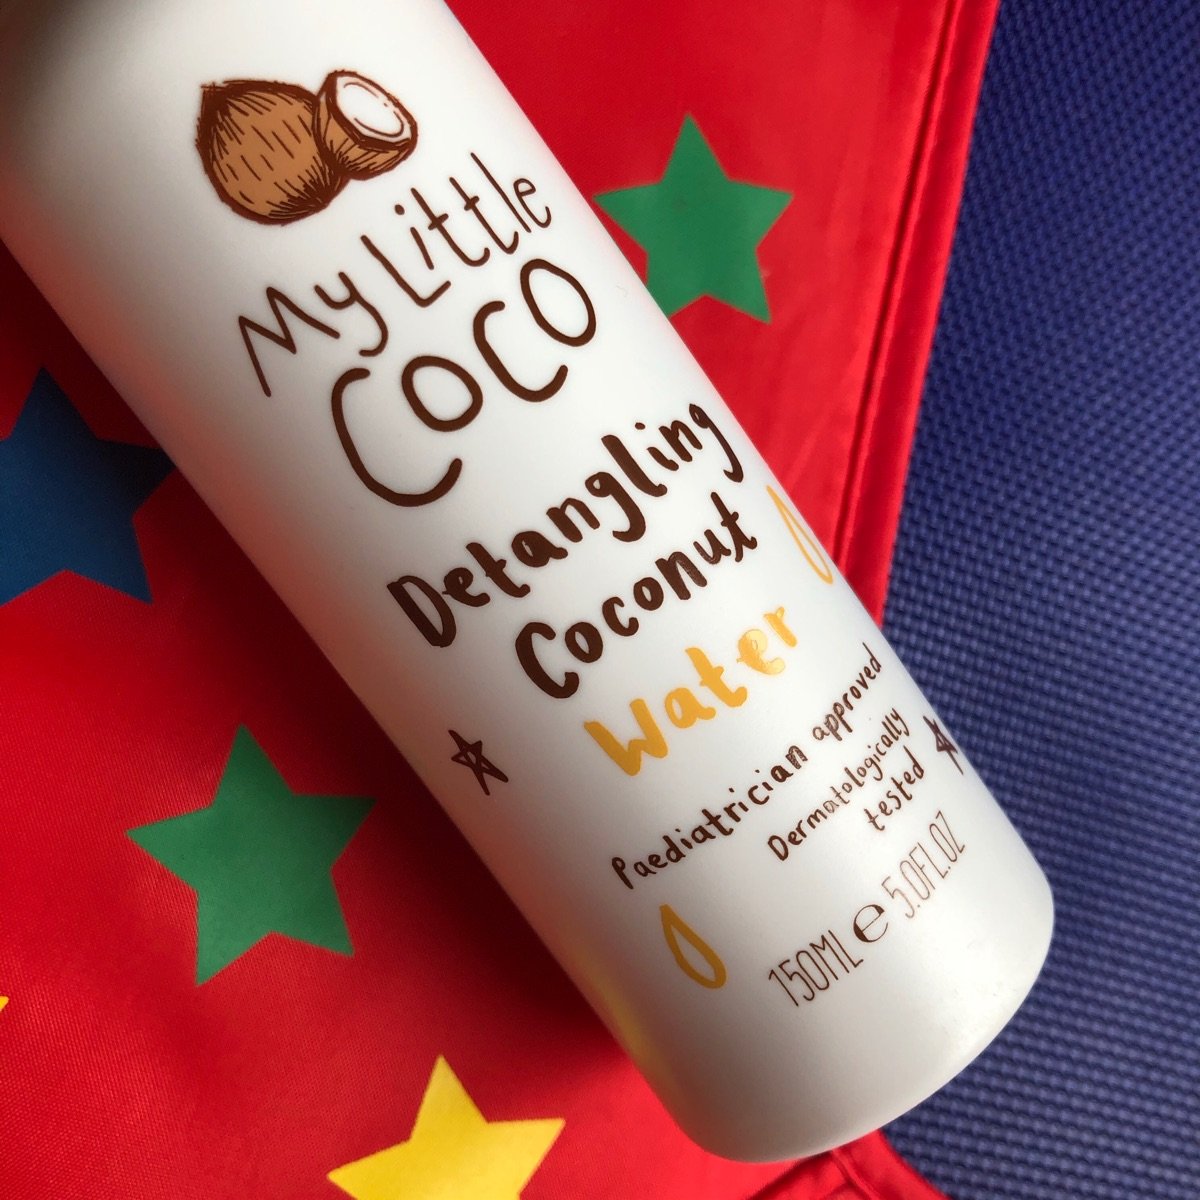 My Little
COCO
Detangling
Coconut
Water
Paediatrician approved
Dermatologically
tested
150ML e 5.0FL.OZ